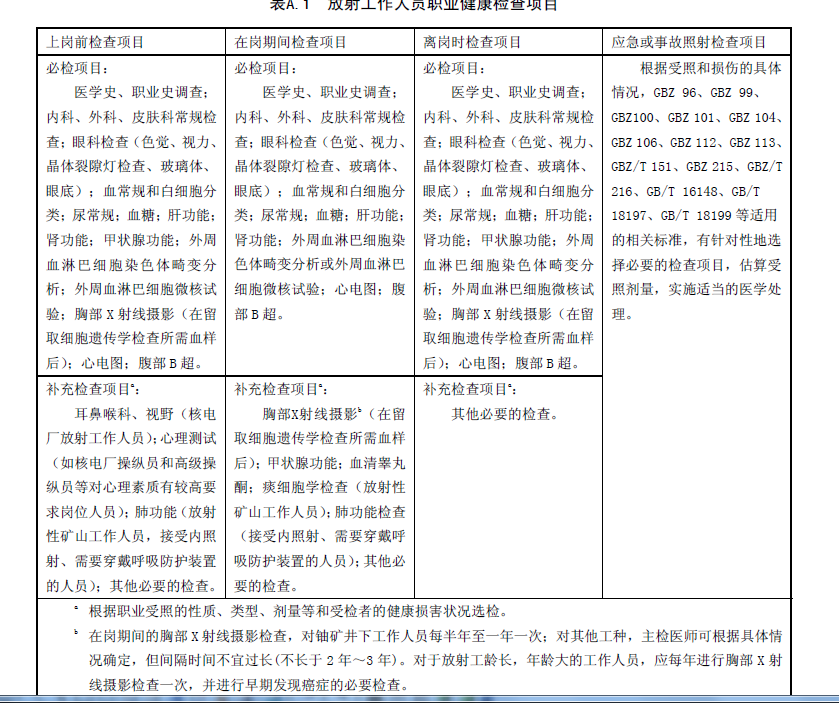 表A.1 放射工作人员职业健康检查项目
上岗前检查项目
在岗期间检查项目
离岗时检查项目
应急或事故照射检查项目
必检项目：
医学史、职业史调查；
内科、外科、皮肤科常规检
查；眼科检查（色觉、视力、
晶体裂隙灯检查、玻璃体、
眼底）；血常规和白细胞分
类；尿常规；血糖；肝功能；
肾功能；甲状腺功能；外周
血淋巴细胞染色体畸变分
析；外周血淋巴细胞微核试
验；胸部 X 射线摄影（在留
取细胞遗传学检查所需血样
后）；心电图；腹部 B 超。
必检项目：
医学史、职业史调查；
内科、外科、皮肤科常规检
查；眼科检查（色觉、视力、
晶体裂隙灯检查、玻璃体、
眼底）；血常规和白细胞分
类；尿常规；血糖；肝功能；
肾功能；外周血淋巴细胞染
色体畸变分析或外周血淋巴
细胞微核试验；心电图；腹
部 B 超。
必检项目：
医学史、职业史调查；
内科、外科、皮肤科常规检
查；眼科检查（色觉、视力、
晶体裂隙灯检查、玻璃体、
眼底）；血常规和白细胞分
类；尿常规；血糖；肝功能；
肾功能；甲状腺功能；外周
血淋巴细胞染色体畸变分
析；外周血淋巴细胞微核试
验；胸部 X 射线摄影（在留
取细胞遗传学检查所需血样
后）；心电图；腹部 B 超。
根据受照和损伤的具体
情况，GBZ 96、GBZ 99、
GBZ100、GBZ 101、GBZ 104、
GBZ 106、GBZ 112、GBZ 113、
GBZ/T 151、GBZ 215、GBZ/T
216、GB/T 16148、GB/T
18197、GB/T 18199 等适用
的相关标准，有针对性地选
择必要的检查项目，估算受
照剂量，实施适当的医学处
理。
补充检查项目ᵃ：
耳鼻喉科、视野（核电
厂放射工作人员）；心理测试
（如核电厂操纵员和高级操
纵员等对心理素质有较高要
求岗位人员）；肺功能（放射
性矿山工作人员，接受内照
射、需要穿戴呼吸防护装置
的人员）；其他必要的检查。
补充检查项目ᵃ：
胸部X射线摄影ᵇ（在留
取细胞遗传学检查所需血样
后）；甲状腺功能；血清睾丸
酮；痰细胞学检查（放射性
矿山工作人员）；肺功能检查
（接受内照射、需要穿戴呼
吸防护装置的人员）；其他必
要的检查。
补充检查项目ᵃ：
其他必要的检查。
ᵃ 根据职业受照的性质、类型、剂量等和受检者的健康损害状况选检。
ᵇ 在岗期间的胸部 X 射线摄影检查，对铀矿井下工作人员每半年至一年一次；对其他工种，主检医师可根据具体情
况确定，但间隔时间不宜过长(不长于 2 年～3 年)。对于放射工龄长，年龄大的工作人员，应每年进行胸部 X 射
线摄影检查一次，并进行早期发现癌症的必要检查。